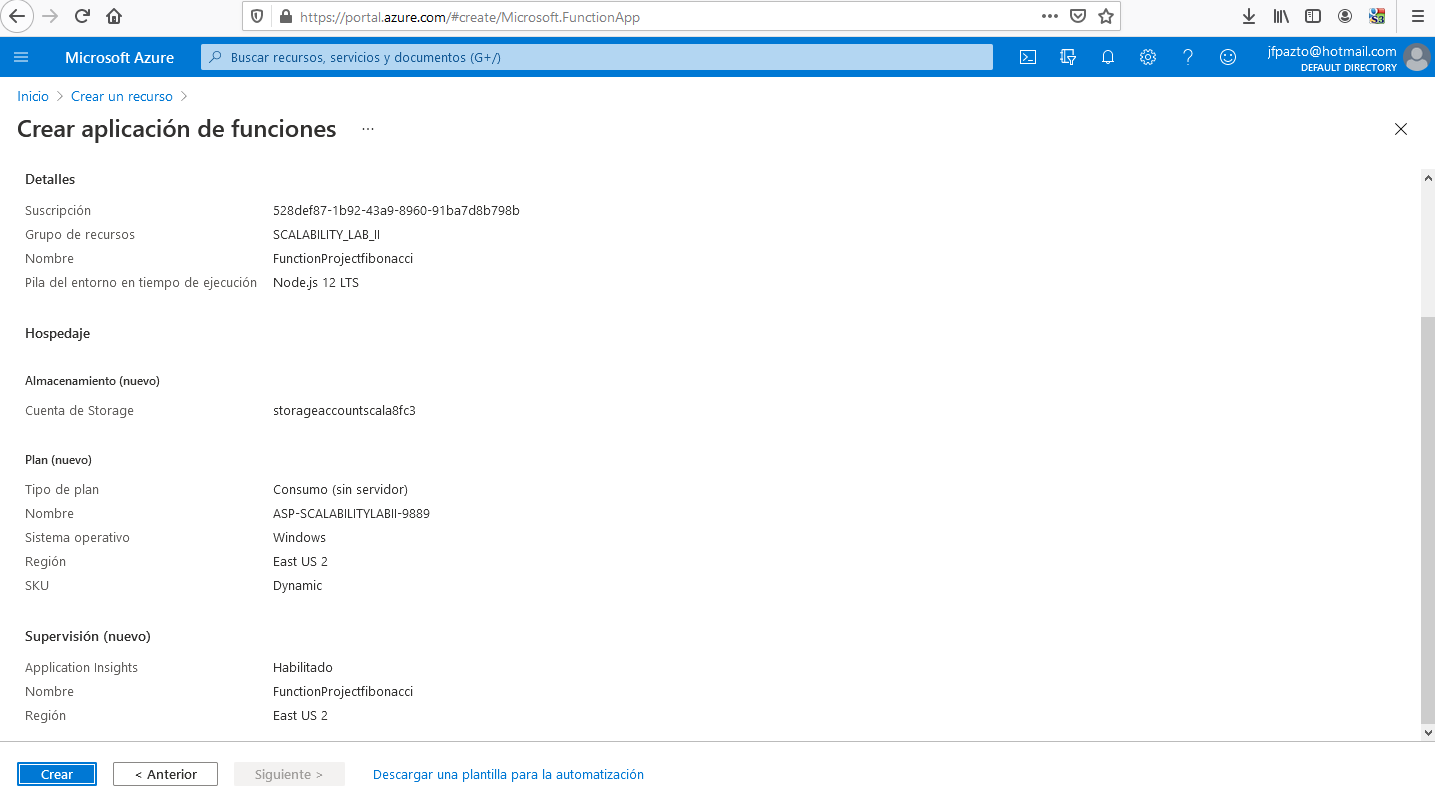 https://portal.azure.com/#create/Microsoft.FunctionApp
Microsoft Azure
Buscar recursos, servicios y documentos (G+/)
jfpazto@hotmail.com
DEFAULT DIRECTORY
Inicio > Crear un recurso >
Crear aplicación de funciones ...
Detalles
Suscripción 528def87-1b92-43a9-8960-91ba7d8b798b
Grupo de recursos SCALABILITY_LAB_II
Nombre FunctionProjectfibonacci
Pila del entorno en tiempo de ejecución Node.js 12 LTS
Hospedaje
Almacenamiento (nuevo)
Cuenta de Storage storageaccountscala8fc3
Plan (nuevo)
Tipo de plan Consumo (sin servidor)
Nombre ASP-SCALABILITYLABII-9889
Sistema operativo Windows
Región East US 2
SKU Dynamic
Supervisión (nuevo)
Application Insights Habilitado
Nombre FunctionProjectfibonacci
Región East US 2
Crear < Anterior Siguiente > Descargar una plantilla para la automatización